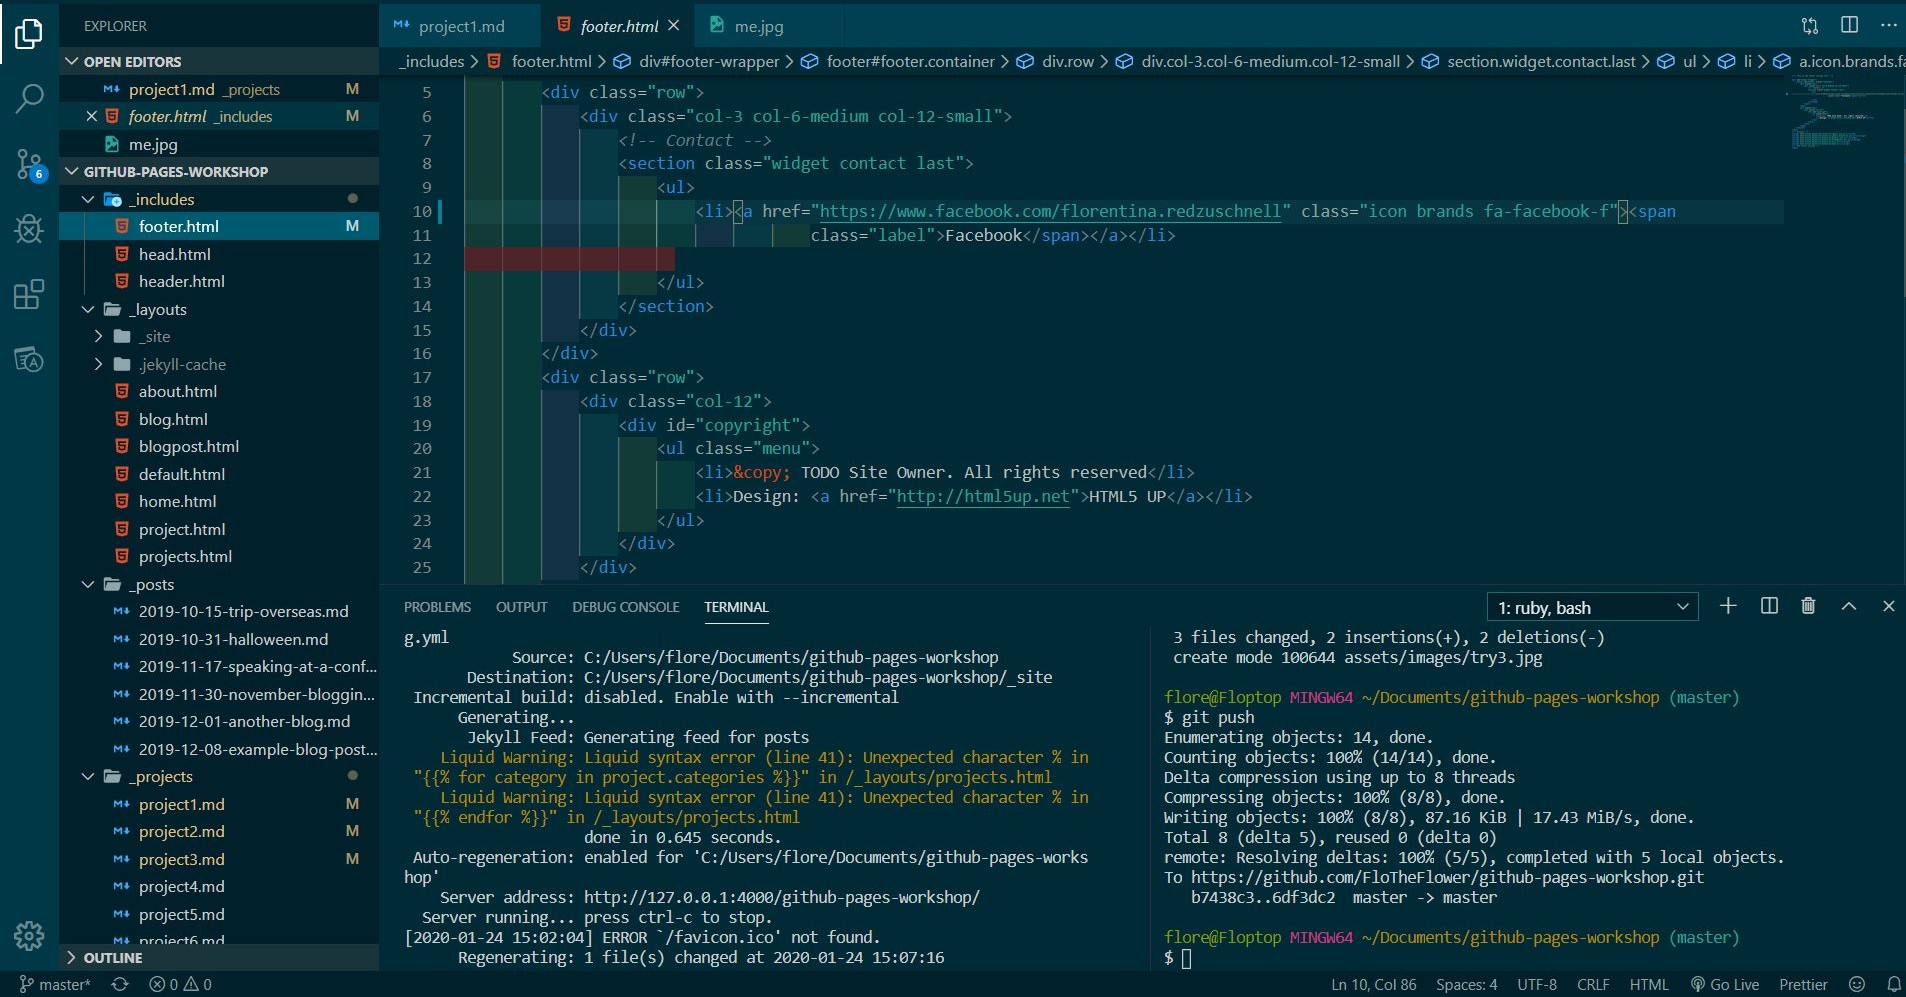 EXPLORER
OPEN EDITORS
project1.md _projects M
footer.html _includes M
me.jpg
GITHUB-PAGES-WORKSHOP
_includes
footer.html M
head.html
header.html
_layouts
_site
.jekyll-cache
about.html
blog.html
blogpost.html
default.html
home.html
project.html
projects.html
_posts
2019-10-15-trip-overseas.md
2019-10-31-halloween.md
2019-11-17-speaking-at-a-conf...
2019-11-30-november-bloggin...
2019-12-01-another-blog.md
2019-12-08-example-blog-post...
_projects
project1.md M
project2.md M
project3.md M
project4.md
project5.md
project6.md
OUTLINE
6
project1.md footer.html me.jpg
_includes > footer.html > div#footer-wrapper > footer#footer.container > div.row > div.col-3.col-6-medium.col-12-small > section.widget.contact.last > ul > li > a.icon.brands.fa
5 <div class="row">
6 <div class="col-3 col-6-medium col-12-small">
7 <!-- Contact -->
8 <section class="widget contact last">
9 <ul>
10 <li><a href="https://www.facebook.com/florentina.redzuschnell" class="icon brands fa-facebook-f"><span
11 class="label">Facebook</span></a></li>
12
13 </ul>
14 </section>
15 </div>
16 </div>
17 <div class="row">
18 <div class="col-12">
19 <div id="copyright">
20 <ul class="menu">
21 <li>&copy; TODO Site Owner. All rights reserved</li>
22 <li>Design: <a href="http://html5up.net">HTML5 UP</a></li>
23 </ul>
24 </div>
25 </div>
PROBLEMS OUTPUT DEBUG CONSOLE TERMINAL 1: ruby, bash
g.yml
Source: C:/Users/flore/Documents/github-pages-workshop
Destination: C:/Users/flore/Documents/github-pages-workshop/_site
Incremental build: disabled. Enable with --incremental
Generating...
Jekyll Feed: Generating feed for posts
Liquid Warning: Liquid syntax error (line 41): Unexpected character % in
"{{% for category in project.categories %}}" in /_layouts/projects.html
Liquid Warning: Liquid syntax error (line 41): Unexpected character % in
"{{% endfor %}}" in /_layouts/projects.html
done in 0.645 seconds.
Auto-regeneration: enabled for 'C:/Users/flore/Documents/github-pages-works
hop'
Server address: http://127.0.0.1:4000/github-pages-workshop/
Server running... press ctrl-c to stop.
[2020-01-24 15:02:04] ERROR `/favicon.ico' not found.
Regenerating: 1 file(s) changed at 2020-01-24 15:07:16
3 files changed, 2 insertions(+), 2 deletions(-)
create mode 100644 assets/images/try3.jpg
flore@Floptop MINGW64 ~/Documents/github-pages-workshop (master)
$ git push
Enumerating objects: 14, done.
Counting objects: 100% (14/14), done.
Delta compression using up to 8 threads
Compressing objects: 100% (8/8), done.
Writing objects: 100% (8/8), 87.16 KiB | 17.43 MiB/s, done.
Total 8 (delta 5), reused 0 (delta 0)
remote: Resolving deltas: 100% (5/5), completed with 5 local objects.
To https://github.com/FloTheFlower/github-pages-workshop.git
b7438c3..6df3dc2 master -> master
flore@Floptop MINGW64 ~/Documents/github-pages-workshop (master)
$
master* 0 0 Ln 10, Col 86 Spaces: 4 UTF-8 CRLF HTML Go Live Prettier